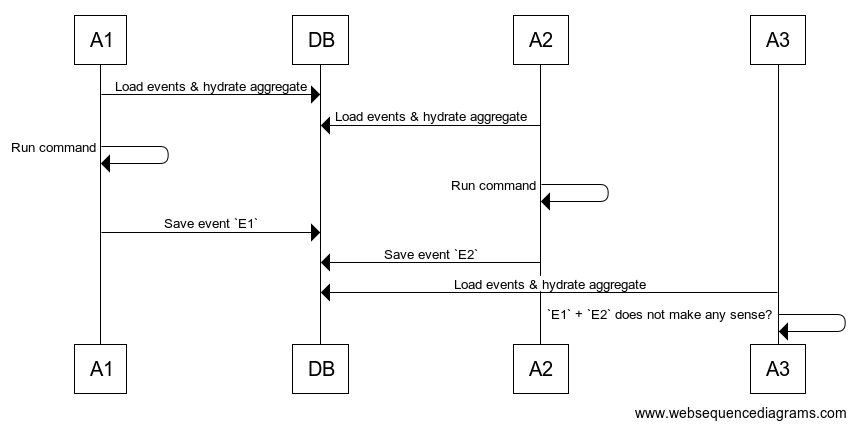 A1
DB
A2
A3
Load events & hydrate aggregate
Load events & hydrate aggregate
Run command
Run command
Save event `E1`
Save event `E2`
Load events & hydrate aggregate
`E1` + `E2` does not make any sense?
A1
DB
A2
A3
www.websequencediagrams.com